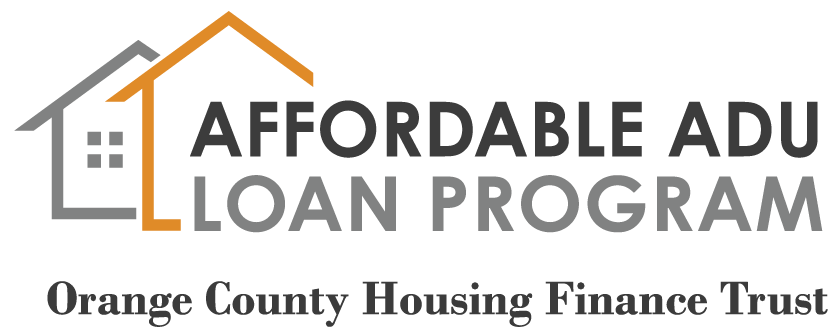 AFFORDABLE ADU
LOAN PROGRAM
Orange County Housing Finance Trust